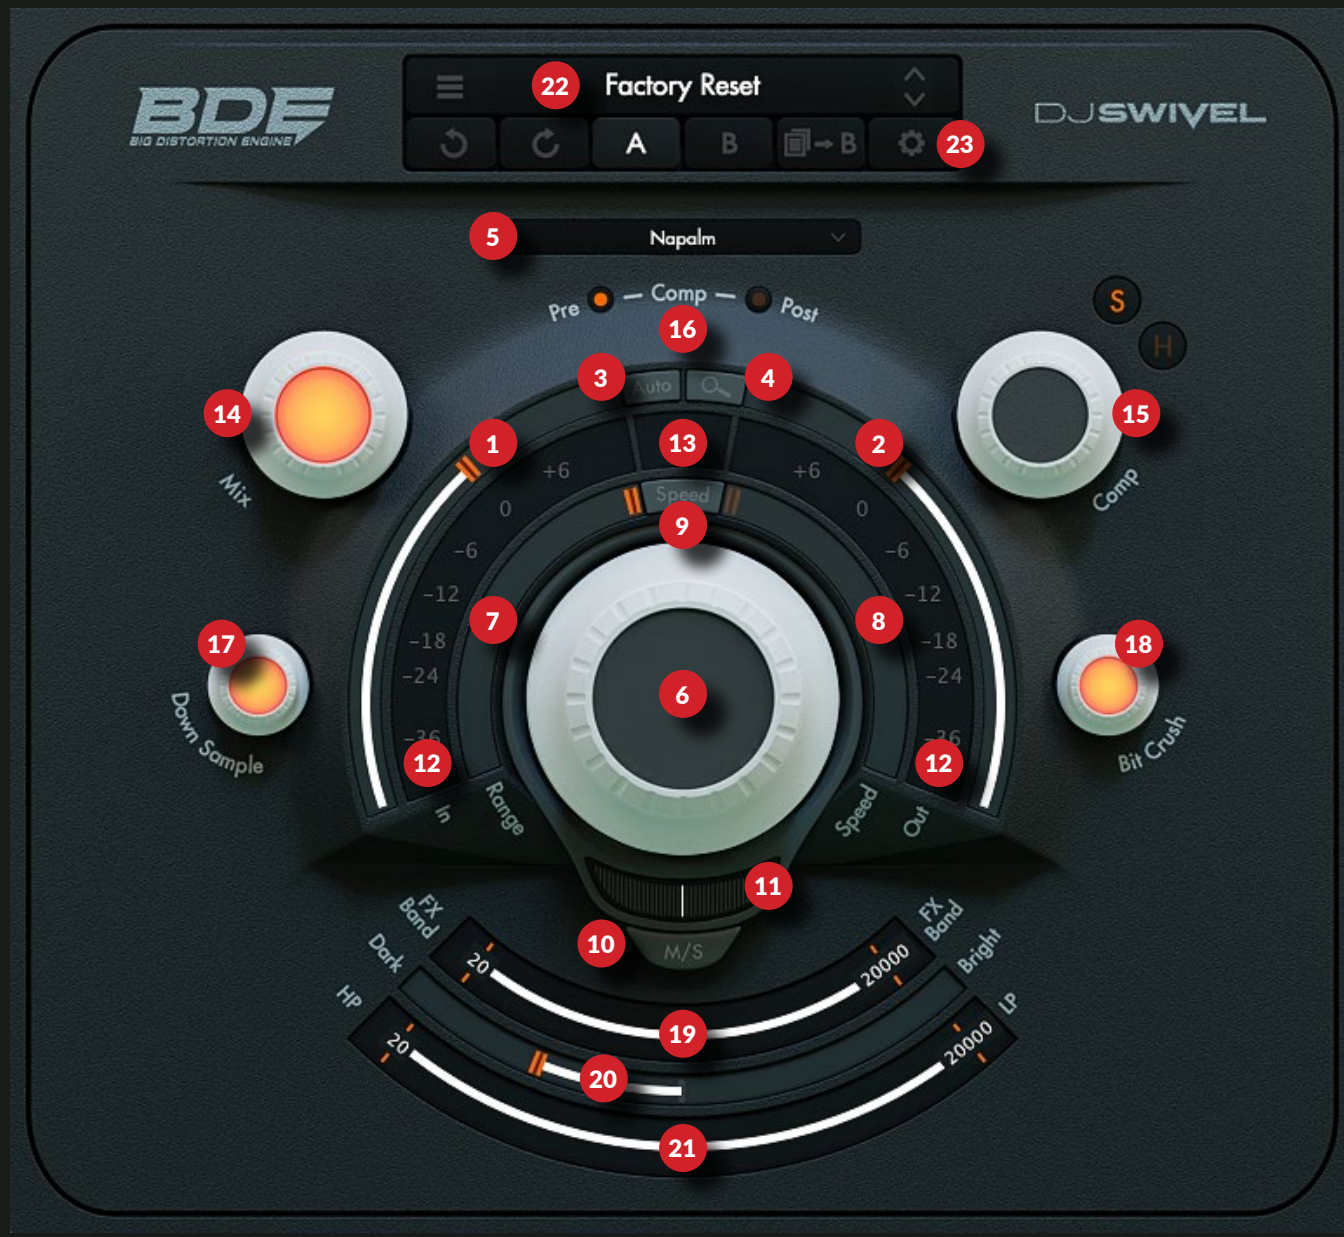 BDE
BIG DISTORTION ENGINE
22
Factory Reset
DJSWIVEL
A
B
B
23
5
Napalm
Pre
Comp
Post
16
S
H
14
Mix
3
Auto
4
15
Comp
1
13
2
+6
+6
Speed
0
0
9
-6
-6
-12
-12
7
8
-18
-18
-24
-24
6
-36
-36
12
12
17
Down Sample
18
Bit Crush
In
Range
Speed
Out
11
10
M/S
FX
Band
FX
Band
Dark
Bright
HP
LP
20
20000
19
20
20
20000
21